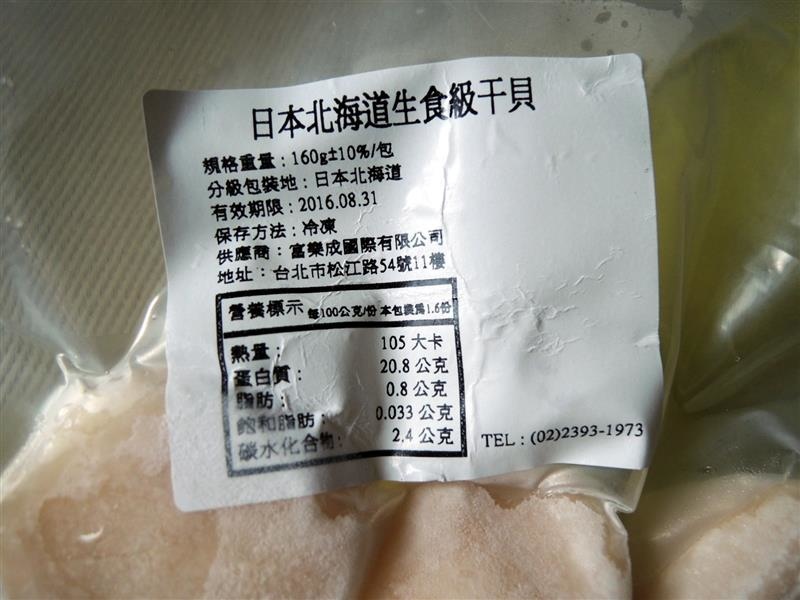 日本北海道生食級干貝
規格重量：160g±10%/包
分級包裝地：日本北海道
有效期限：2016.08.31
保存方法：冷凍
供應商：富樂成國際有限公司
地址：台北市松江路54號11樓
營養標示 每100公克/份 本包裝為1.6份
熱量： 105 大卡
蛋白質： 20.8 公克
脂肪： 0.8 公克
飽和脂肪： 0.033 公克
碳水化合物： 2.4 公克
TEL：(02)2393-1973